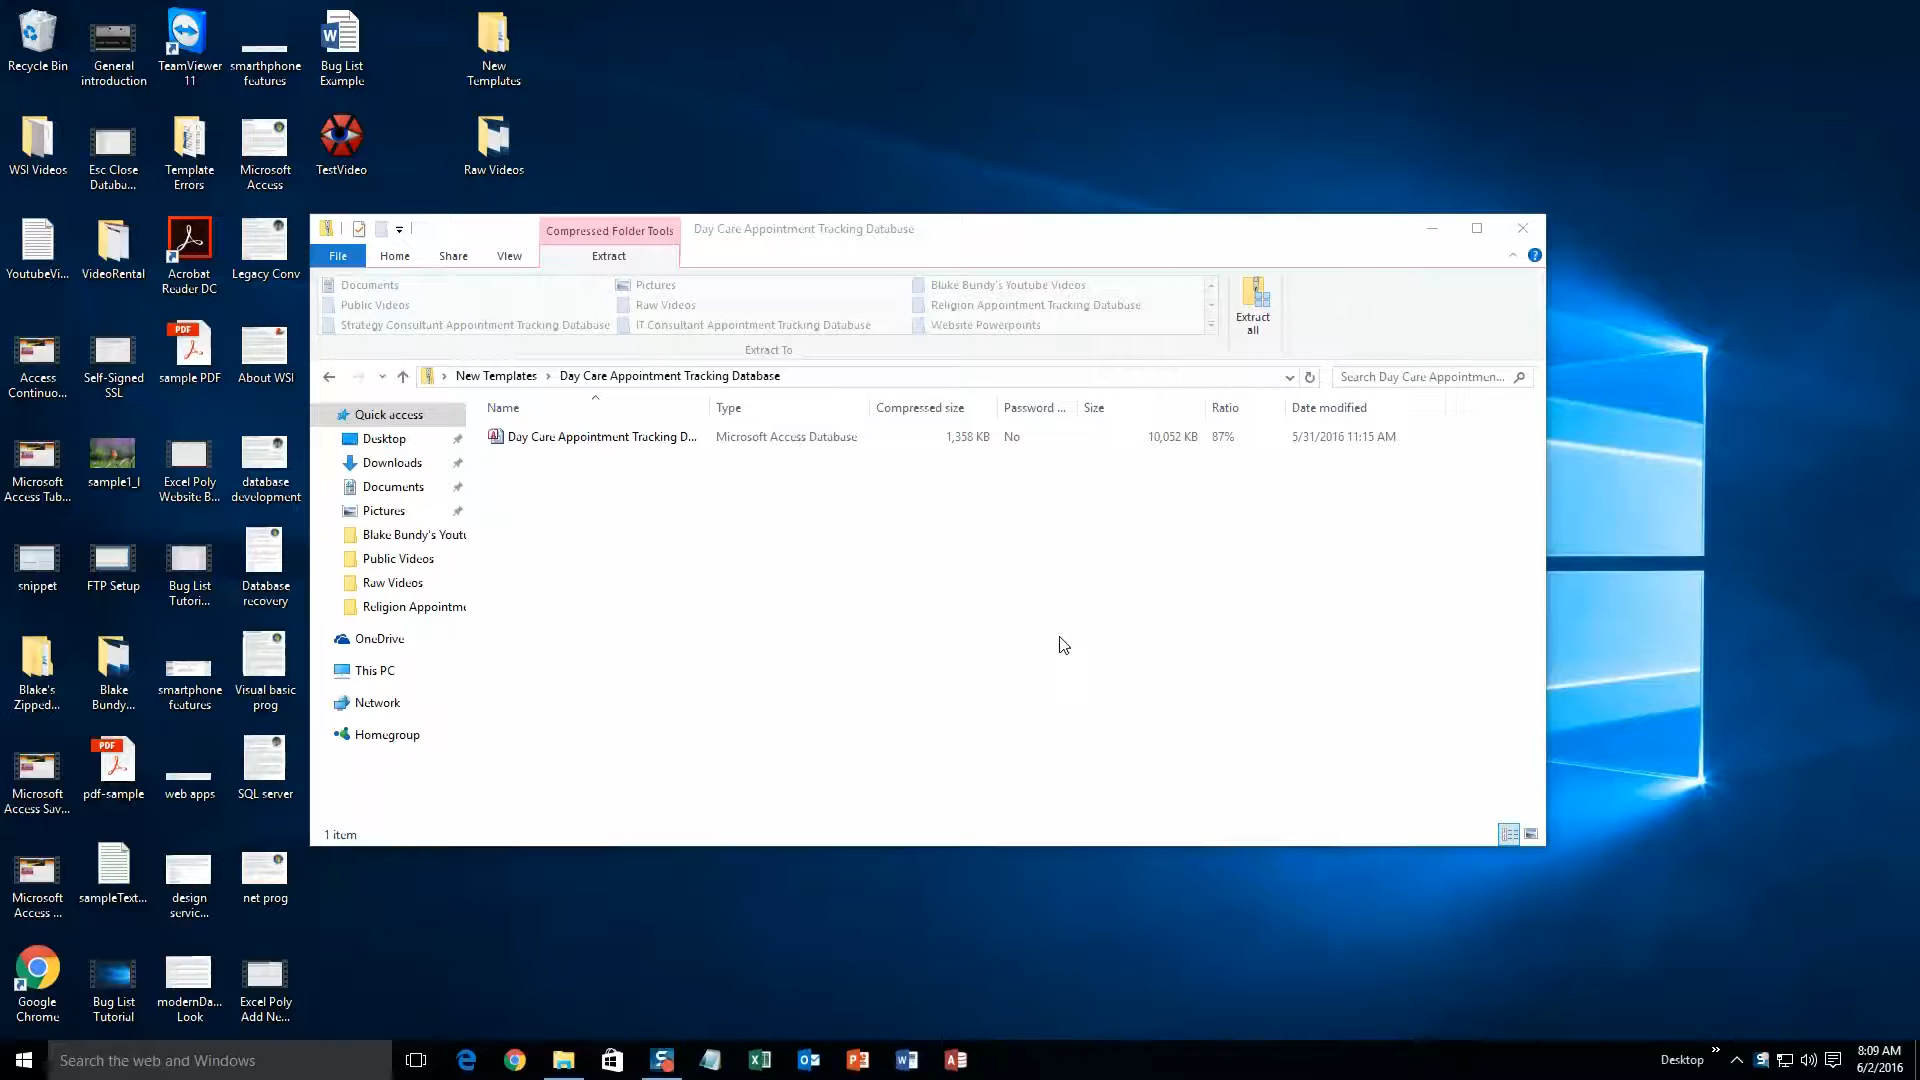 Recycle Bin
General
introduction
TeamViewer
11
smarthphone
features
Bug List
Example
New
Templates
WSI Videos
Esc Close
Databa...
Template
Errors
Microsoft
Access
TestVideo
Raw Videos
YoutubeVi...
VideoRental
Acrobat
Reader DC
Legacy Conv
Access
Continuo...
Self-Signed
SSL
PDF
sample PDF
About WSI
Microsoft
Access Tab...
sample1_l
Excel Poly
Website B...
database
development
snippet
FTP Setup
Bug List
Tutori...
Database
recovery
Blake's
Zipped...
Blake
Bundy...
smartphone
features
Visual basic
prog
Microsoft
Access Sav...
PDF
pdf-sample
web apps
SQL server
Microsoft
Access ...
sampleText...
design
servic...
net prog
Google
Chrome
Bug List
Tutorial
modernDa...
Look
Excel Poly
Add Ne...
Compressed Folder Tools
Day Care Appointment Tracking Database
File
Home
Share
View
Extract
Documents
Pictures
Blake Bundy's Youtube Videos
Public Videos
Raw Videos
Religion Appointment Tracking Database
Strategy Consultant Appointment Tracking Database
IT Consultant Appointment Tracking Database
Website Powerpoints
Extract To
Extract
all
New Templates > Day Care Appointment Tracking Database
Search Day Care Appointmen...
Name
Type
Compressed size
Password ...
Size
Ratio
Date modified
Day Care Appointment Tracking D...
Microsoft Access Database
1,358 KB
No
10,052 KB
87%
5/31/2016 11:15 AM
Quick access
Desktop
Downloads
Documents
Pictures
Blake Bundy's Youtu
Public Videos
Raw Videos
Religion Appointme
OneDrive
This PC
Network
Homegroup
1 item
Search the web and Windows
Desktop
8:09 AM
6/2/2016